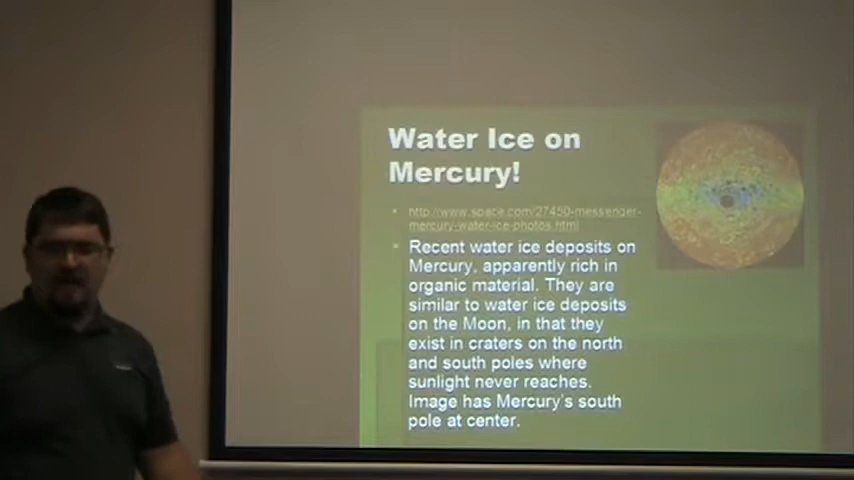 Water Ice on
Mercury!
http://www.space.com/27450-messenger-
mercury-water-ice-photos.html
Recent water ice deposits on
Mercury, apparently rich in
organic material. They are
similar to water ice deposits
on the Moon, in that they
exist in craters on the north
and south poles where
sunlight never reaches.
Image has Mercury's south
pole at center.